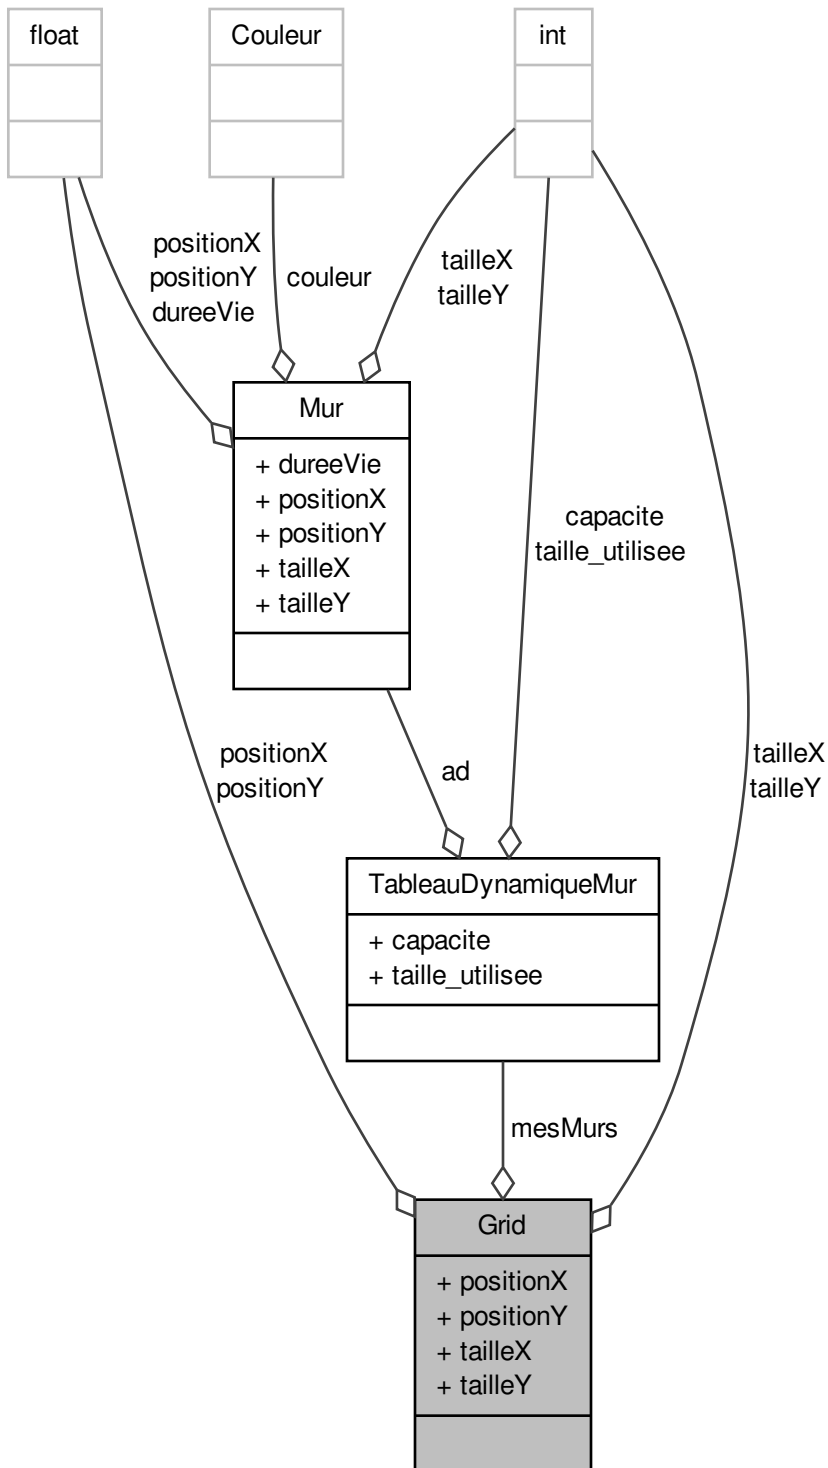 float
Couleur
int
positionX
positionY
dureeVie
couleur
tailleX
tailleY
Mur
+ dureeVie
+ positionX
+ positionY
+ tailleX
+ tailleY
capacite
taille_utilisee
positionX
positionY
ad
tailleX
tailleY
TableauDynamiqueMur
+ capacite
+ taille_utilisee
mesMurs
Grid
+ positionX
+ positionY
+ tailleX
+ tailleY